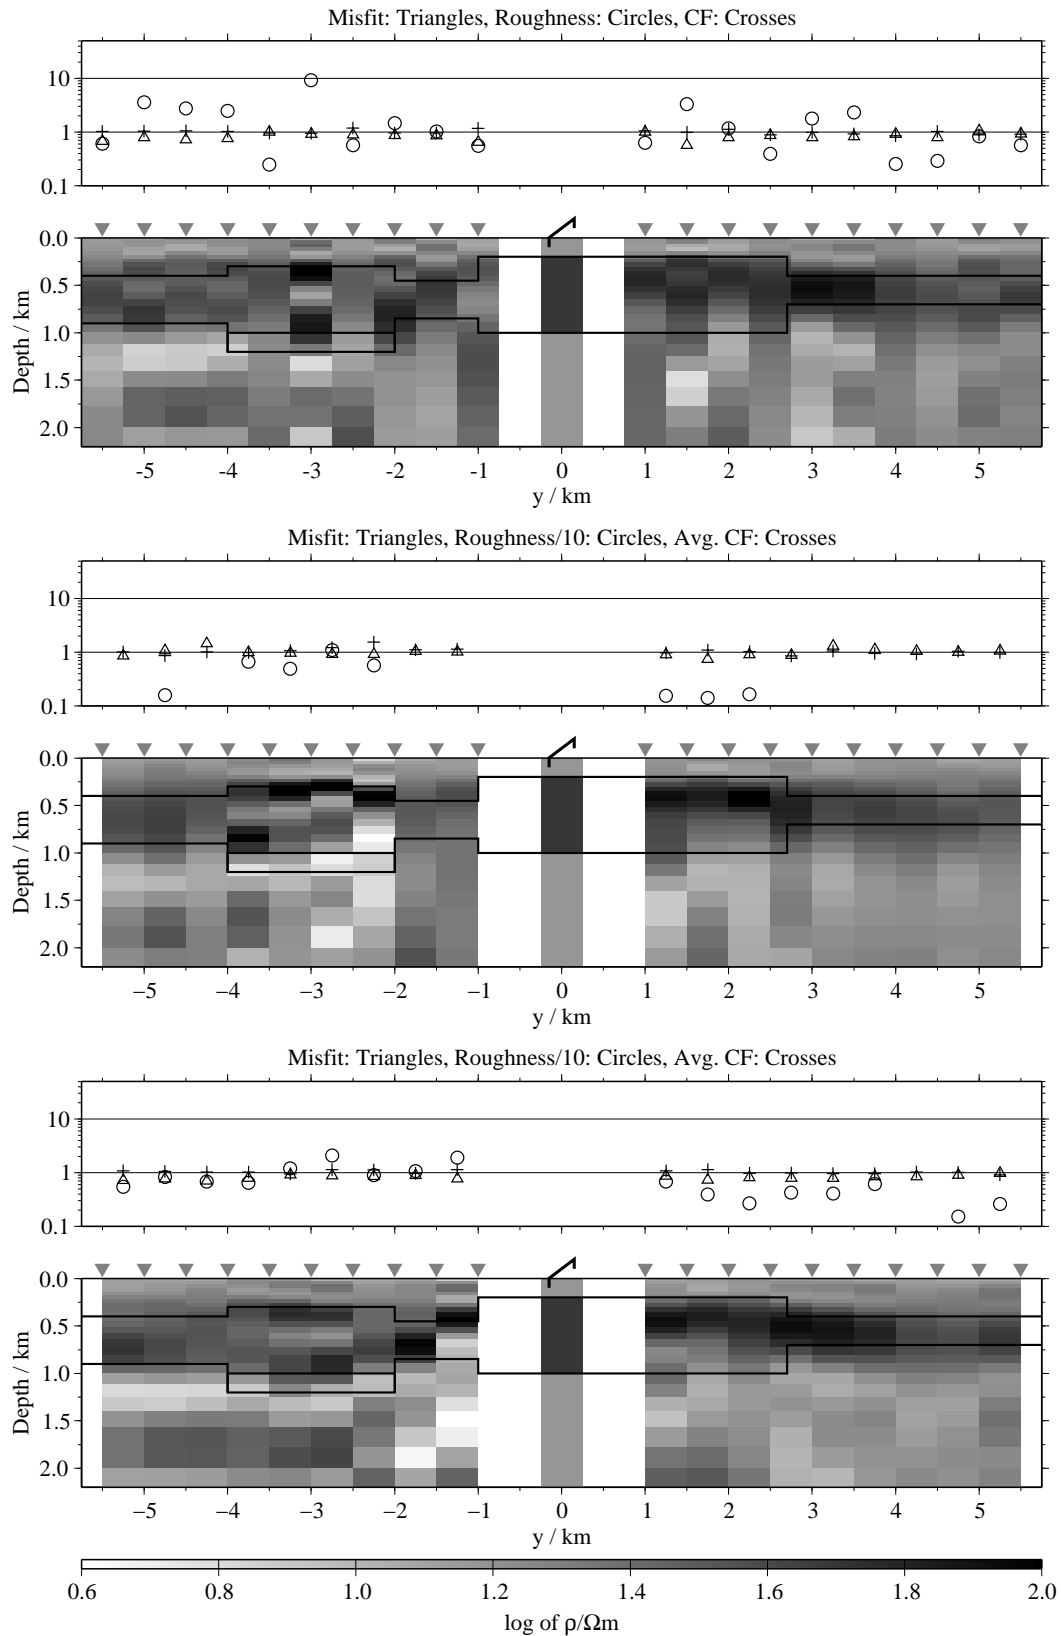 Misfit: Triangles, Roughness: Circles, CF: Crosses
10
1
0.1
0.0
0.5
1.0
1.5
2.0
Depth / km
-5 -4 -3 -2 -1 0 1 2 3 4 5
y / km
Misfit: Triangles, Roughness/10: Circles, Avg. CF: Crosses
10
1
0.1
0.0
0.5
1.0
1.5
2.0
Depth / km
−5 −4 −3 −2 −1 0 1 2 3 4 5
y / km
Misfit: Triangles, Roughness/10: Circles, Avg. CF: Crosses
10
1
0.1
0.0
0.5
1.0
1.5
2.0
Depth / km
−5 −4 −3 −2 −1 0 1 2 3 4 5
y / km
0.6 0.8 1.0 1.2 1.4 1.6 1.8 2.0
log of ρ/Ωm